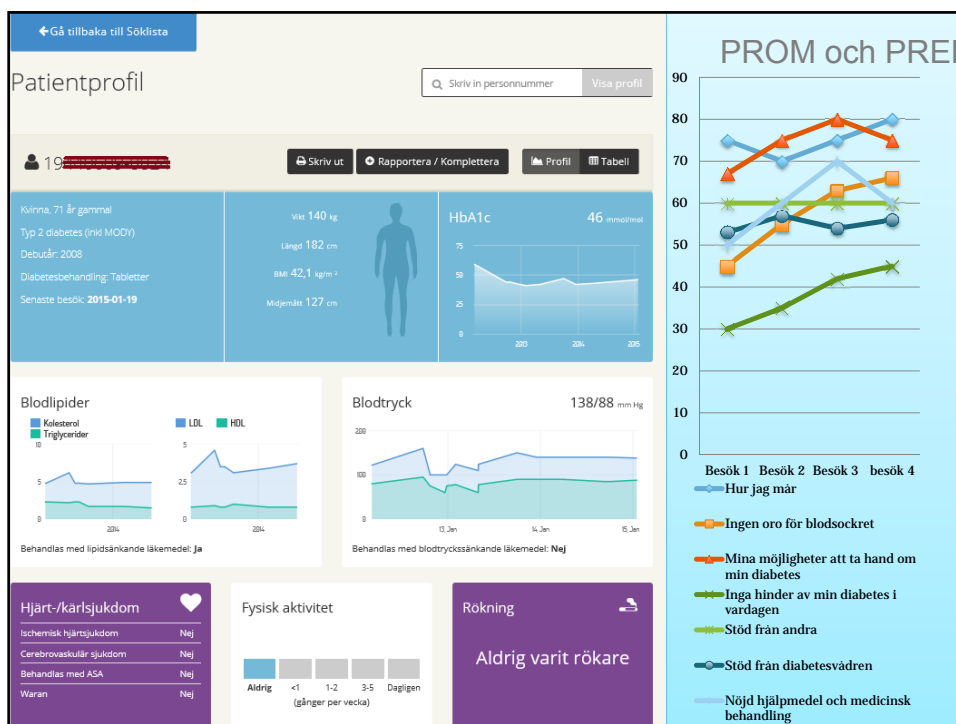 Gå tillbaka till Söklista
Patientprofil
Skriv in personnummer
Visa profil
19
Skriv ut
Rapportera / Komplettera
Profil
Tabell
Kvinna, 71 år gammal
Typ 2 diabetes (inkl MODY)
Debutår: 2008
Diabetesbehandling: Tabletter
Senaste besök: 2015-01-19
Vikt 140 kg
Längd 182 cm
BMI 42,1 kg/m²
Midjemått 127 cm
HbA1c 46 mmol/mol
75
50
25
0
2013 2014 2015
Blodlipider
Kolesterol
Triglycerider
10
5
0
2014
LDL HDL
5
2.5
0
2014
Behandlas med lipidsänkande läkemedel: Ja
Blodtryck 138/88 mm Hg
200
100
0
13, Jan 14, Jan 15, Jan
Behandlas med blodtryckssänkande läkemedel: Nej
Hjärt-/kärlsjukdom
Ischemisk hjärtsjukdom Nej
Cerebrovaskulär sjukdom Nej
Behandlas med ASA Nej
Waran Nej
Fysisk aktivitet
Aldrig <1 1-2 3-5 Dagligen
(gånger per vecka)
Rökning
Aldrig varit rökare
PROM och PRE
90
80
70
60
50
40
30
20
10
0
Besök 1 Besök 2 Besök 3 besök 4
Hur jag mår
Ingen oro för blodsockret
Mina möjligheter att ta hand om
min diabetes
Inga hinder av min diabetes i
vardagen
Stöd från andra
Stöd från diabetesvådren
Nöjd hjälpmedel och medicinsk
behandling